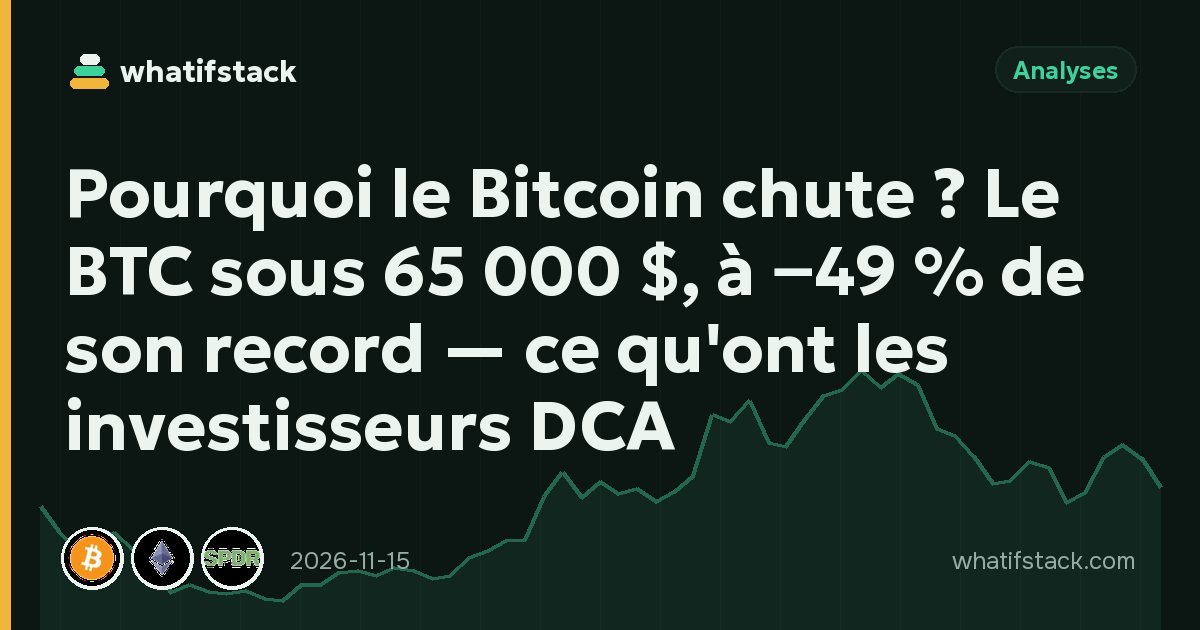 whatifstack
Analyses
Pourquoi le Bitcoin chute ? Le
BTC sous 65 000 $, à −49 % de
son record — ce qu'ont les
investisseurs DCA
SPDR
2026-11-15
whatifstack.com